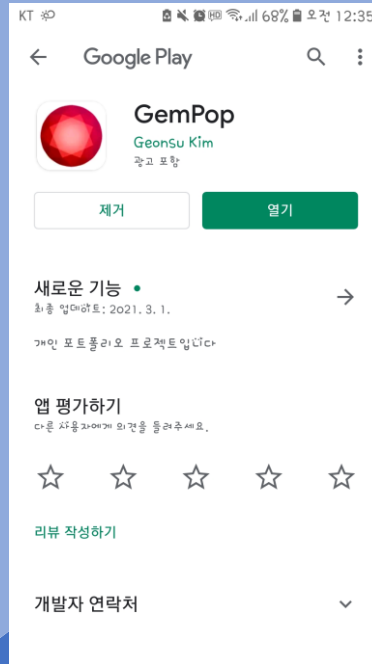 KT HD 68% 오전 12:35
Google Play
GemPop
Geonsu Kim
광고 포함
제거 열기
새로운 기능
최종 업데이트: 2021. 3. 1.
개인 포트폴리오 프로젝트입니다
앱 평가하기
다른 사용자에게 의견을 들려주세요.
리뷰 작성하기
개발자 연락처